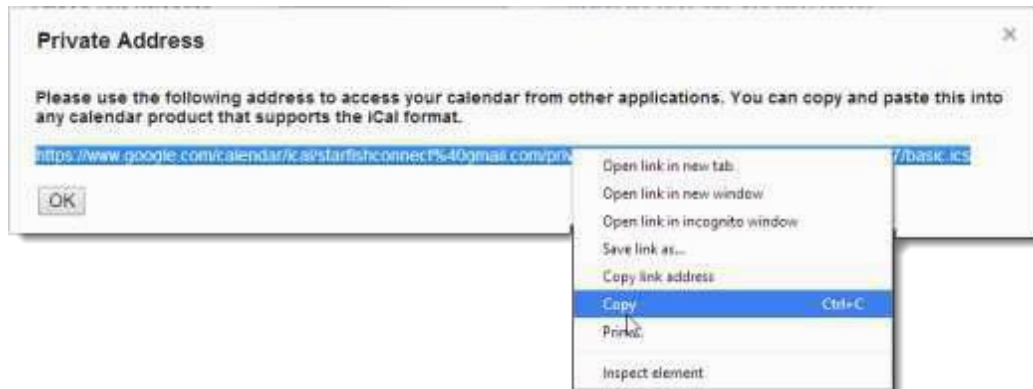 Private Address
Please use the following address to access your calendar from other applications. You can copy and paste this into
any calendar product that supports the iCal format.
https://www.google.com/calendar/ical/starfishconnect%40gmail.com/priv 7/basic.ics
OK
Open link in new tab
Open link in new window
Open link in incognito window
Save link as...
Copy link address
Copy Ctrl+C
Print...
Inspect element